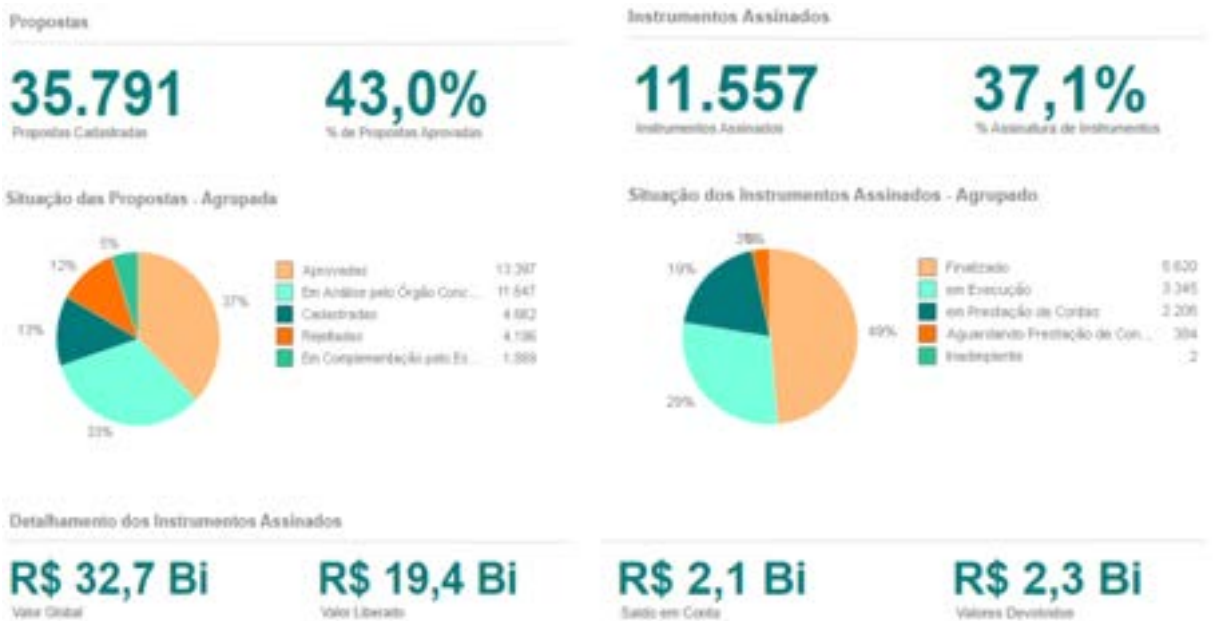 Propostas
35.791
Propostas Cadastradas
43,0%
% de Propostas Aprovadas
Instrumentos Assinados
11.557
Instrumentos Assinados
37,1%
% Assinatura de Instrumentos
Situação das Propostas - Agrupada
5%
12%
13%
33%
37%
Aprovadas 13.397
Em Análise pelo Órgão Conc... 11.647
Cadastradas 4.662
Rejeitadas 4.196
Em Complementação pelo Es...
Situação dos Instrumentos Assinados - Agrupado
19%
29%
49%
Finalizado 5.620
em Execução 3.345
em Prestação de Contas 2.206
Aguardando Prestação de Con... 384
Inadimplente 2
Detalhamento dos Instrumentos Assinados
R$ 32,7 Bi
Valor Global
R$ 19,4 Bi
Valor Liberado
R$ 2,1 Bi
Saldo em Conta
R$ 2,3 Bi
Valores Devolvidos